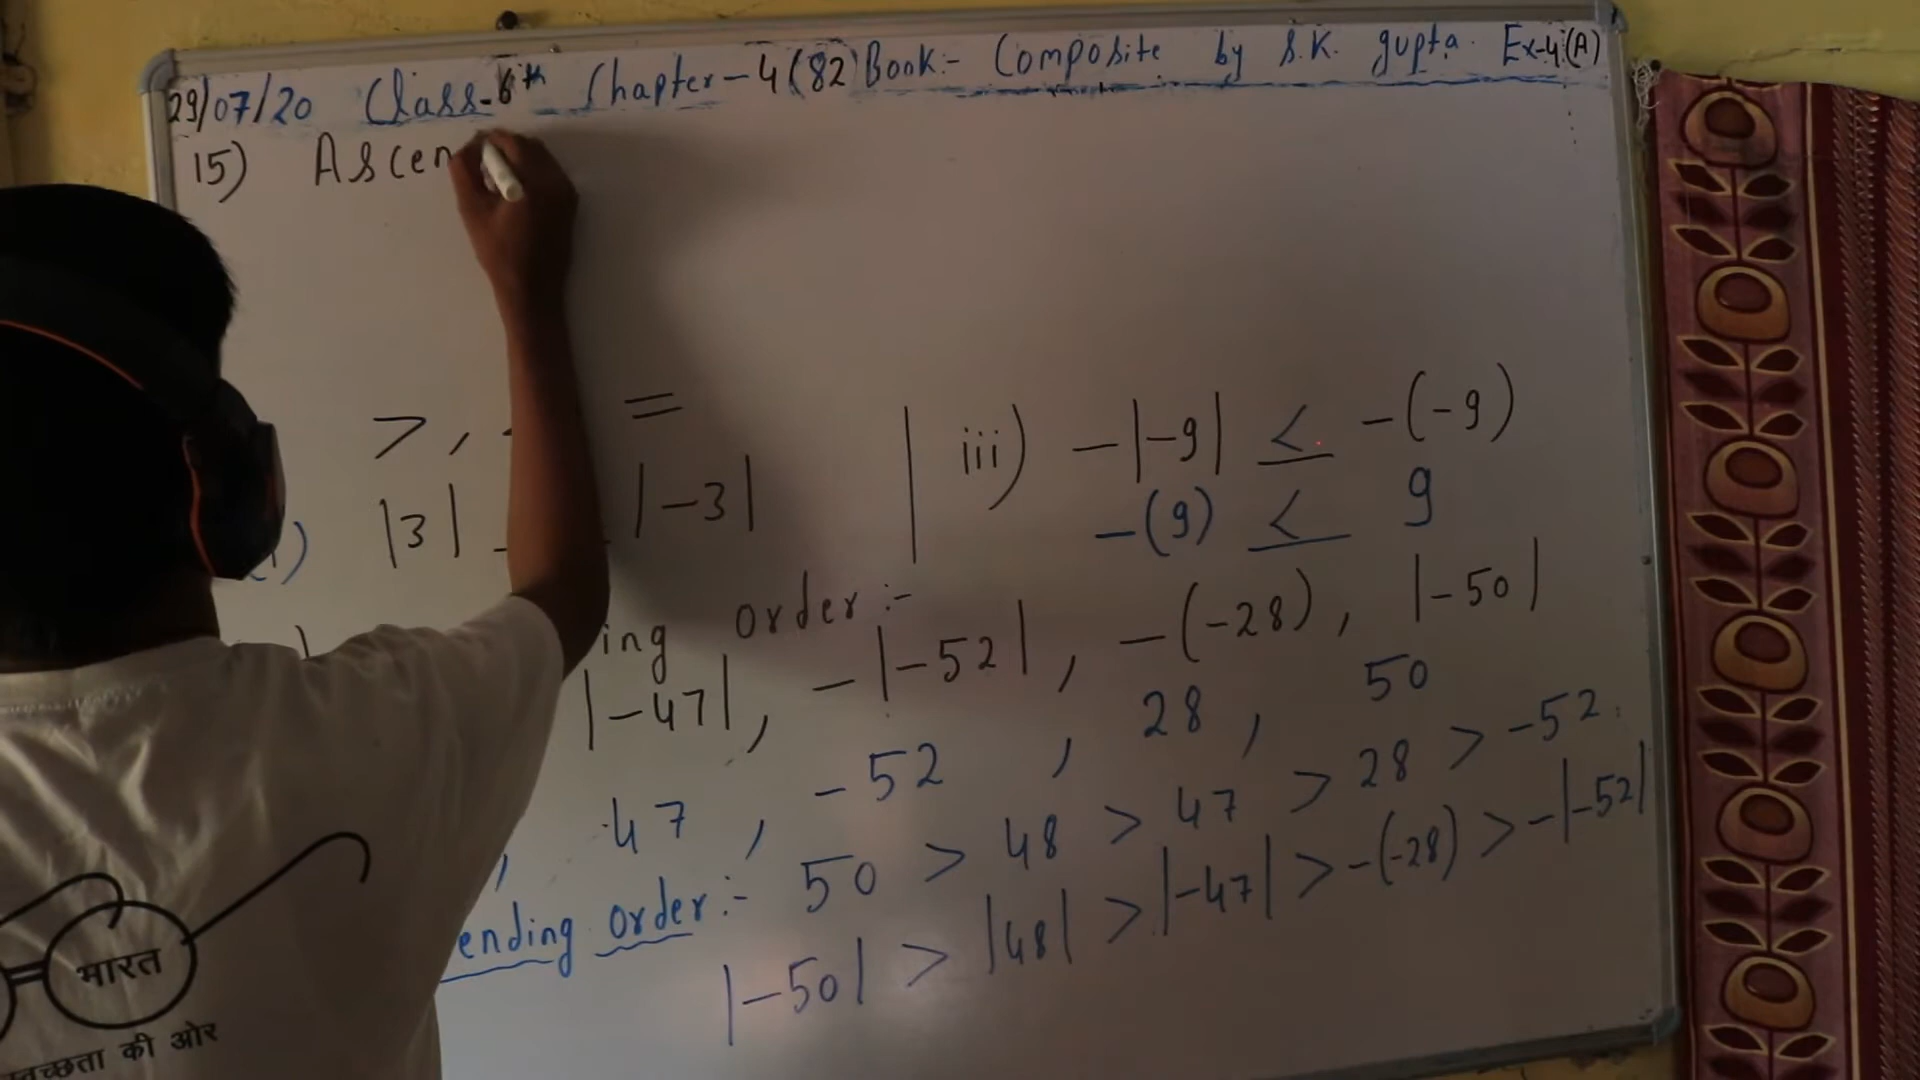 29/07/20 Class-6th Chapter-4(82) Book:- Composite by S.K. gupta. Ex-4(A)
15) Ascen
>, =
|3| |-3|
iii) -|-9| < -(-9)
-(9) < 9
ing order:-
|-47|, -|-52|, -(-28), |-50|
, 47, -52, 28, 50
ending order:- 50 > 48 > 47 > 28 > -52
|-50| > |48| > |-47| > -(-28) > -|-52|
भारत
की ओर